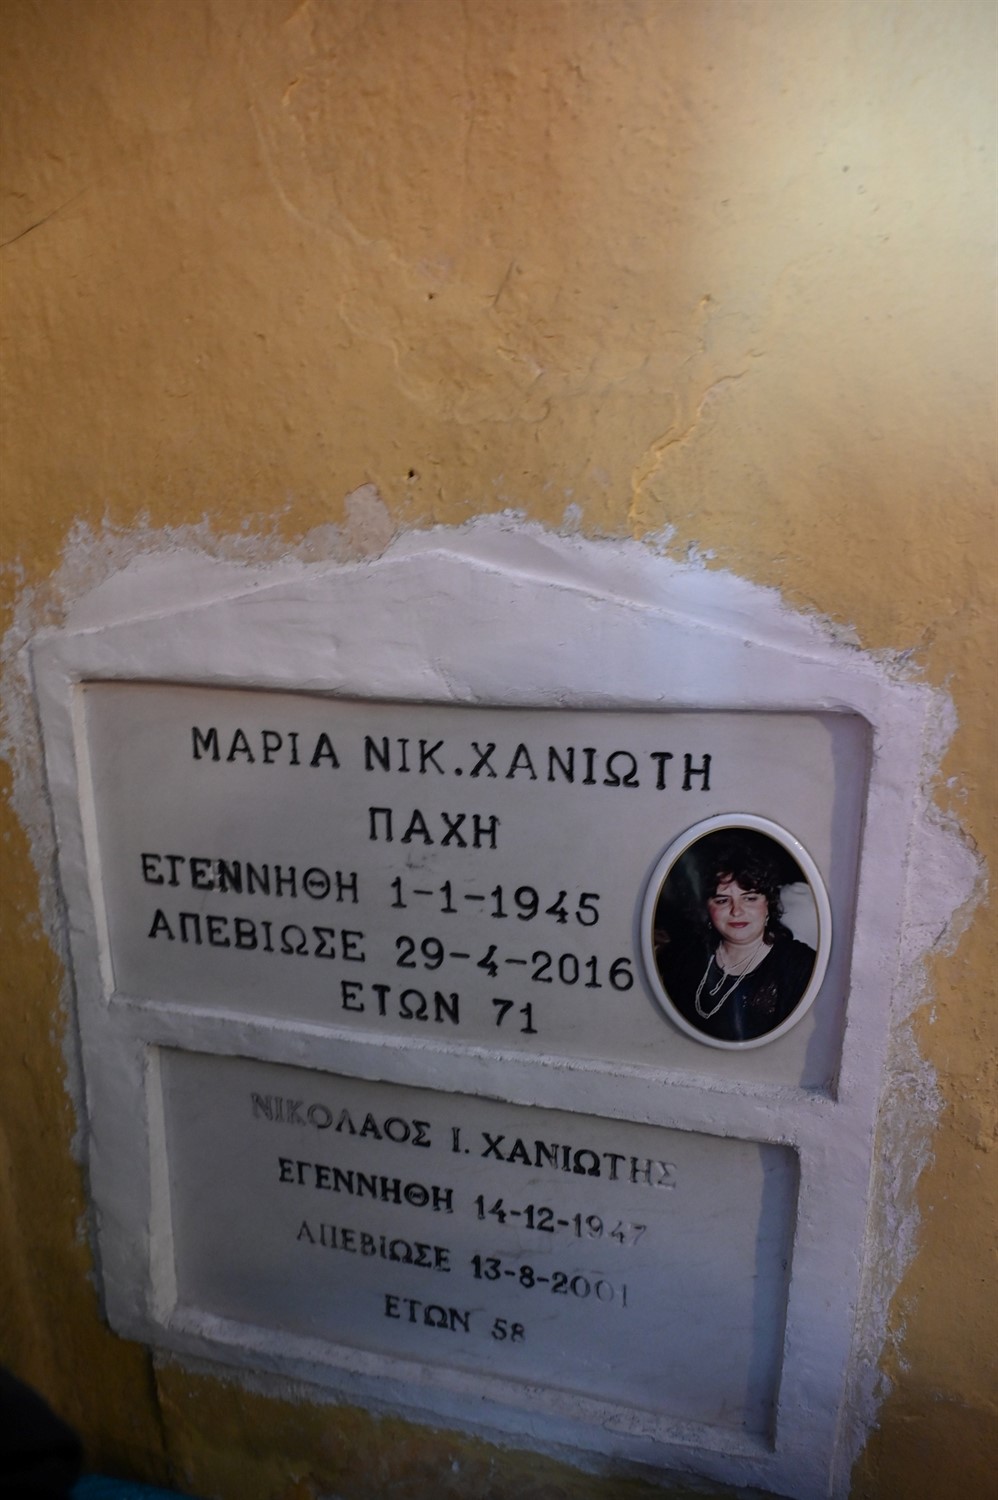 ΜΑΡΙΑ ΝΙΚ. ΧΑΝΙΩΤΗ
ΠΑΧΗ
ΕΓΕΝΝΗΘΗ 1-1-1945
ΑΠΕΒΙΩΣΕ 29-4-2016
ΕΤΩΝ 71
ΝΙΚΟΛΑΟΣ Ι. ΧΑΝΙΩΤΗΣ
ΕΓΕΝΝΗΘΗ 14-12-1947
ΑΠΕΒΙΩΣΕ 13-8-2001
ΕΤΩΝ 58